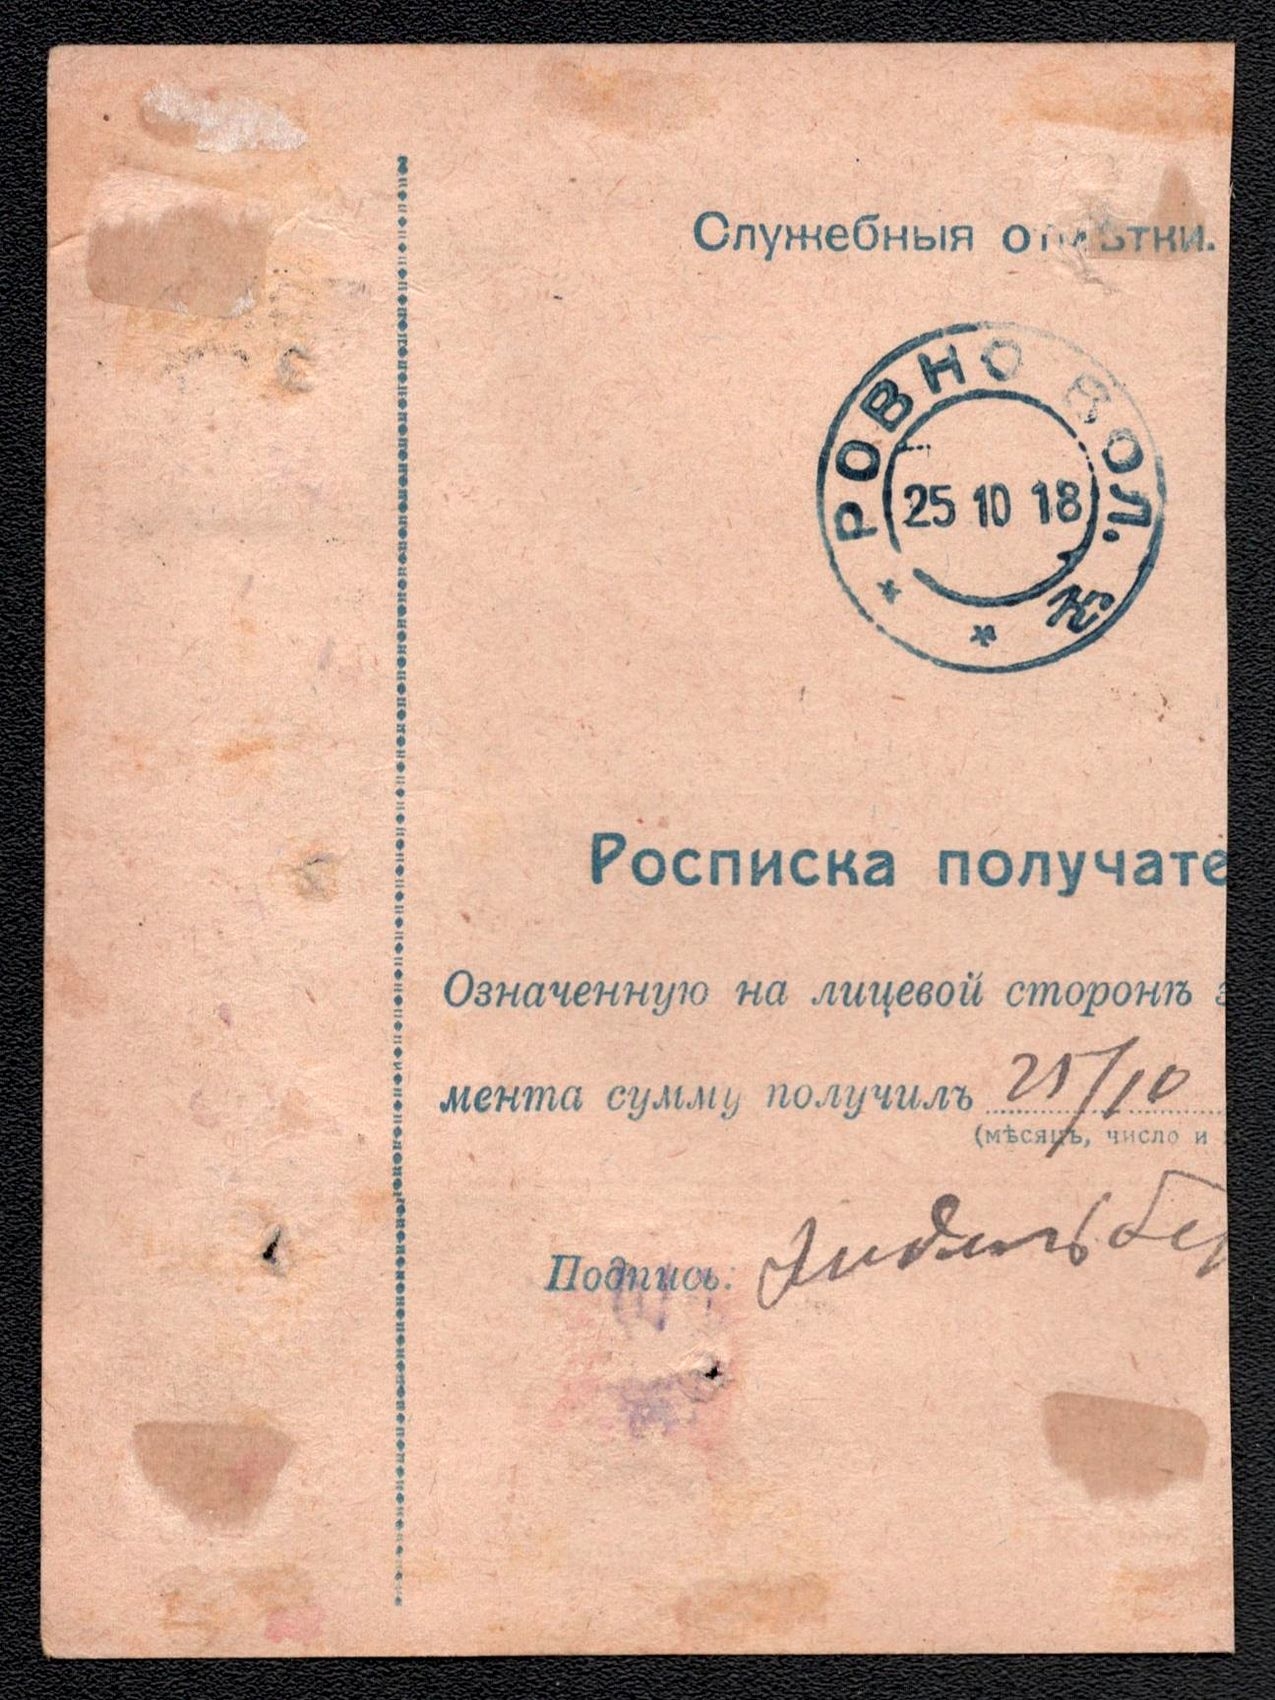 Служебныя отмѣтки.
РОВНО ВОЛ.
25 10 18
Росписка получате
Означенную на лицевой сторонѣ
мента сумму получилъ 25/10
(мѣсяцъ, число и
Подпись: